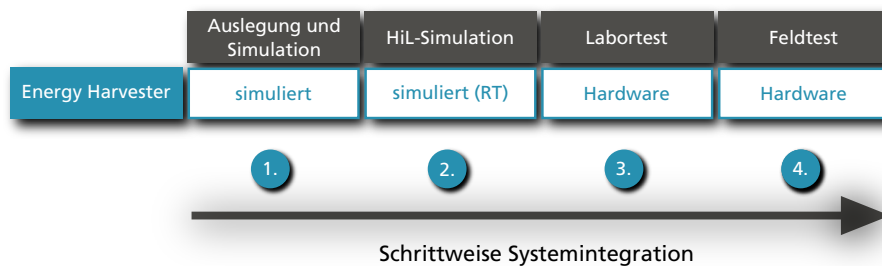 Auslegung und
Simulation
HiL-Simulation
Labortest
Feldtest
Energy Harvester
simuliert
simuliert (RT)
Hardware
Hardware
1.
2.
3.
4.
Schrittweise Systemintegration